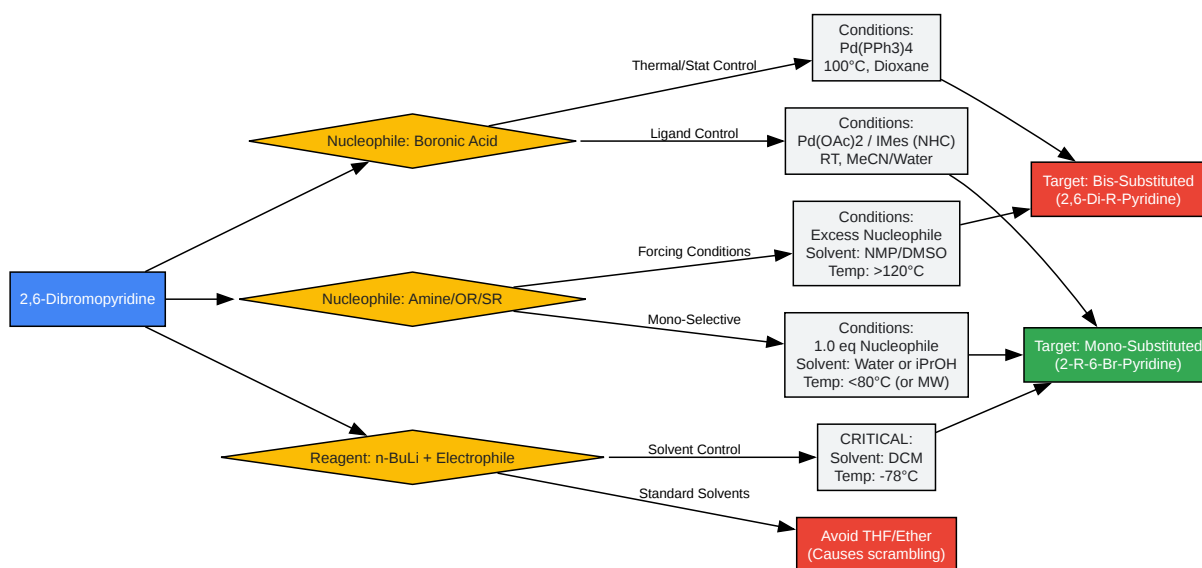 2,6-Dibromopyridine
Nucleophile: Boronic Acid
Thermal/Stat Control
Conditions:
Pd(PPh3)4
100°C, Dioxane
Ligand Control
Conditions:
Pd(OAc)2 / IMes (NHC)
RT, MeCN/Water
Target: Bis-Substituted
(2,6-Di-R-Pyridine)
Nucleophile: Amine/OR/SR
Forcing Conditions
Conditions:
Excess Nucleophile
Solvent: NMP/DMSO
Temp: >120°C
Mono-Selective
Conditions:
1.0 eq Nucleophile
Solvent: Water or iPrOH
Temp: <80°C (or MW)
Target: Mono-Substituted
(2-R-6-Br-Pyridine)
Reagent: n-BuLi + Electrophile
Solvent Control
CRITICAL:
Solvent: DCM
Temp: -78°C
Standard Solvents
Avoid THF/Ether
(Causes scrambling)